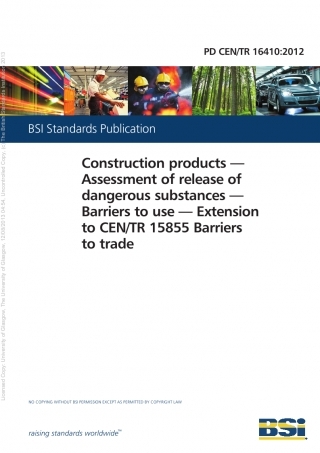 PD CEN/TR 16410:2012
BSI Standards Publication
Construction products —
Assessment of release of
dangerous substances —
Barriers to use — Extension
to CEN/TR 15855 Barriers
to trade
NO COPYING WITHOUT BSI PERMISSION EXCEPT AS PERMITTED BY COPYRIGHT LAW
raising standards worldwide™
BSi